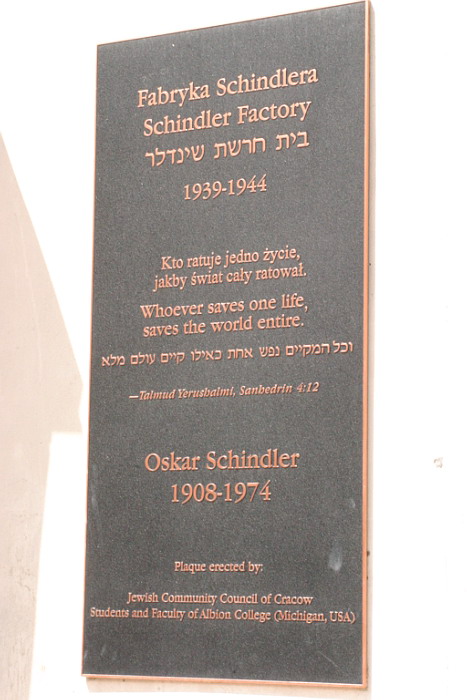 Fabryka Schindlera
Schindler Factory
בית חרשת שינדלר
1939-1944
Kto ratuje jedno życie,
jakby świat cały ratował.
Whoever saves one life,
saves the world entire.
וכל המקיים נפש אחת כאילו קיים עולם מלא
—Talmud Yerushalmi, Sanhedrin 4:12
Oskar Schindler
1908-1974
Plaque erected by:
Jewish Community Council of Cracow
Students and Faculty of Albion College (Michigan, USA)